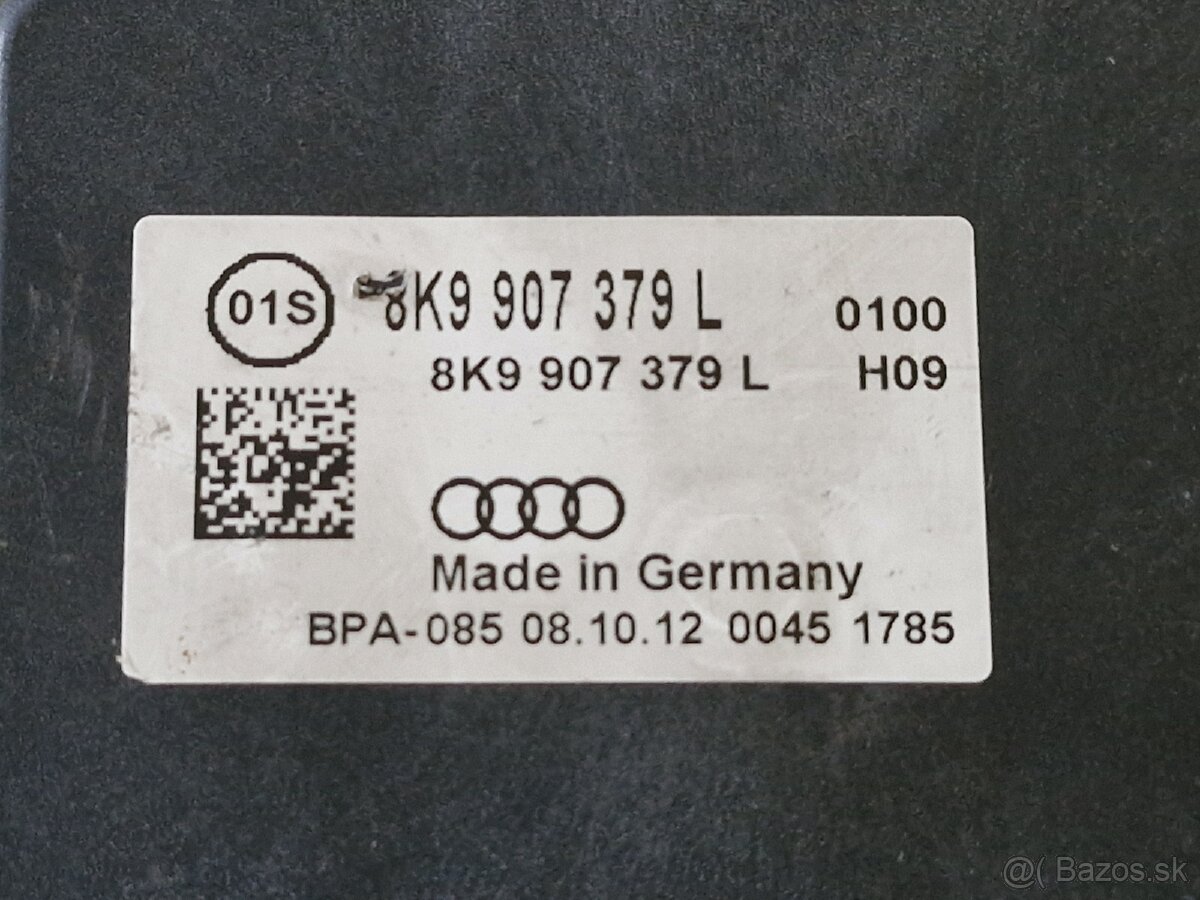 01S
8K9 907 379 L 0100
8K9 907 379 L H09
Made in Germany
BPA-085 08.10.12 0045 1785
@( Bazos.sk